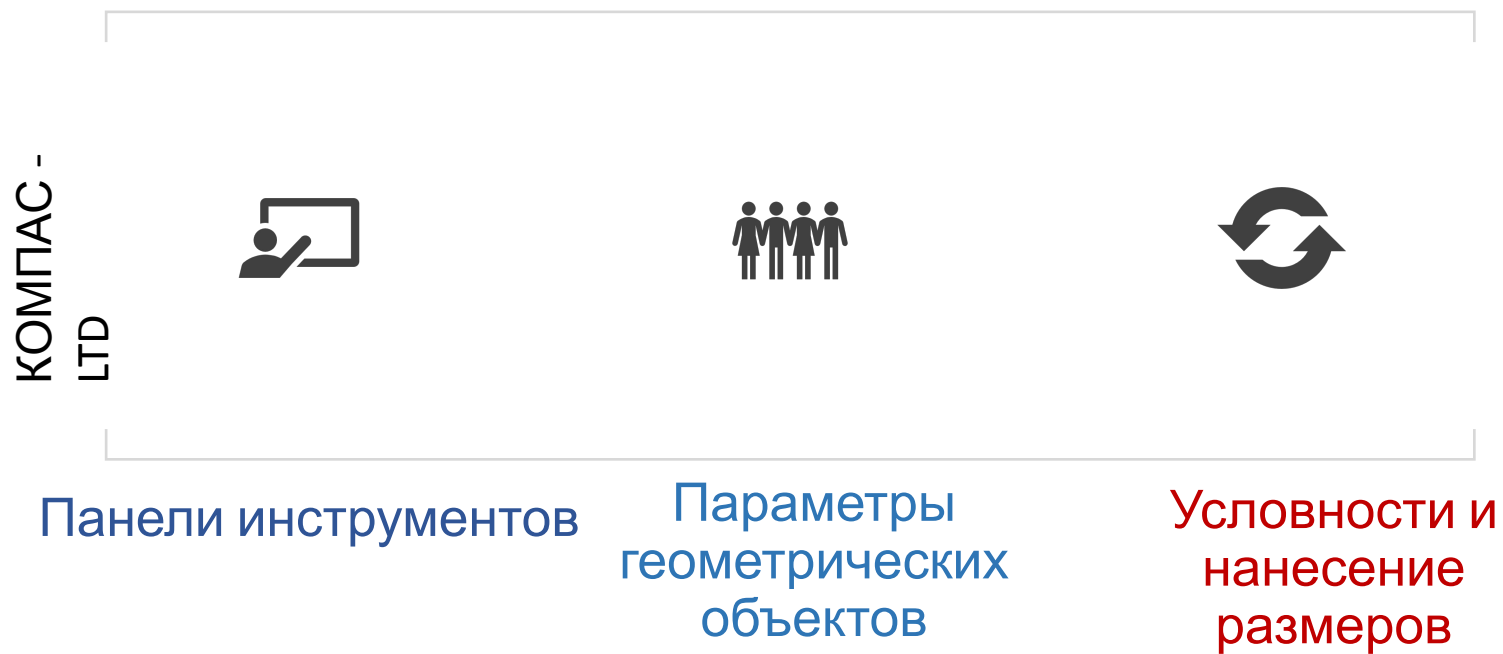 КОМПАС -
LTD
Панели инструментов
Параметры
геометрических
объектов
Условности и
нанесение
размеров